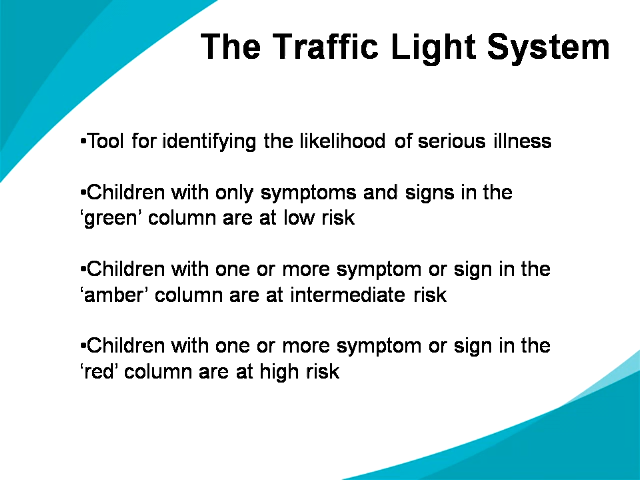 The Traffic Light System
•Tool for identifying the likelihood of serious illness
•Children with only symptoms and signs in the
‘green’ column are at low risk
•Children with one or more symptom or sign in the
‘amber’ column are at intermediate risk
•Children with one or more symptom or sign in the
‘red’ column are at high risk